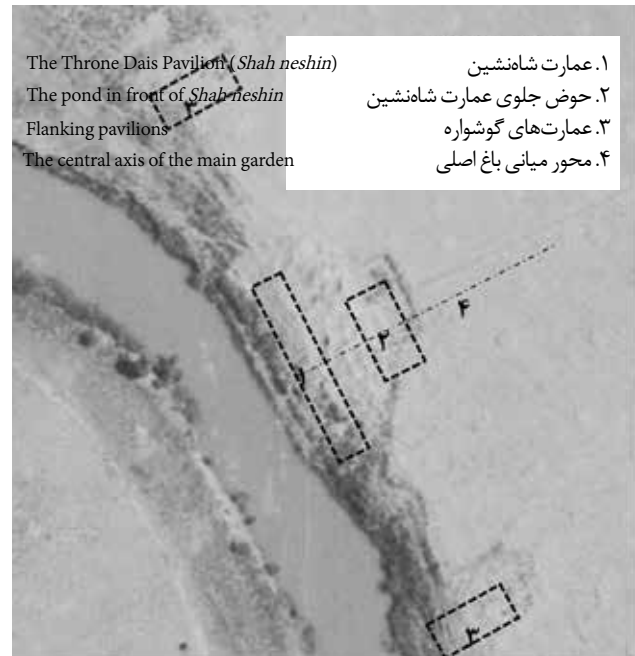 The Throne Dais Pavilion (Shah neshin) ۱. عمارت شاه‌نشین
The pond in front of Shah neshin ۲. حوض جلوی عمارت شاه‌نشین
Flanking pavilions ۳. عمارت‌های گوشواره
The central axis of the main garden ۴. محور میانی باغ اصلی
۳
۴
۲
۱
۳